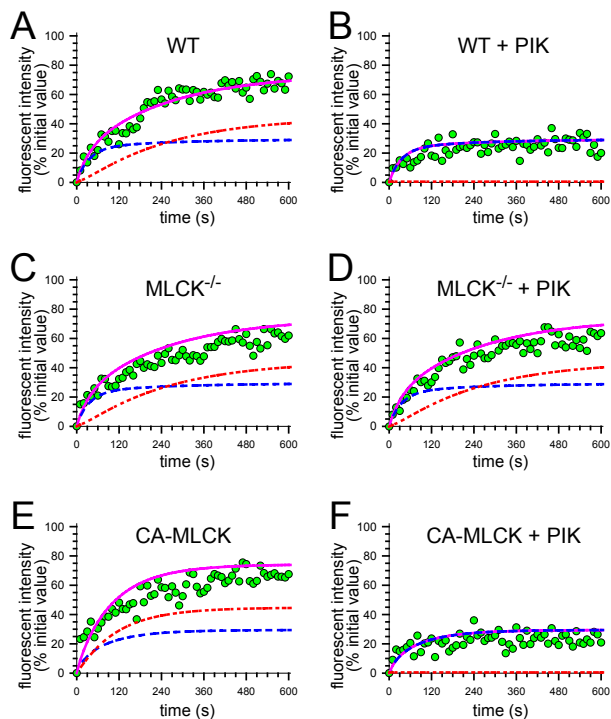 A
WT
fluorescent intensity
(% initial value)
100
80
60
40
20
0
0 120 240 360 480 600
time (s)
B
WT + PIK
fluorescent intensity
(% initial value)
100
80
60
40
20
0
0 120 240 360 480 600
time (s)
C
MLCK-/-
fluorescent intensity
(% initial value)
100
80
60
40
20
0
0 120 240 360 480 600
time (s)
D
MLCK-/- + PIK
fluorescent intensity
(% initial value)
100
80
60
40
20
0
0 120 240 360 480 600
time (s)
E
CA-MLCK
fluorescent intensity
(% initial value)
100
80
60
40
20
0
0 120 240 360 480 600
time (s)
F
CA-MLCK + PIK
fluorescent intensity
(% initial value)
100
80
60
40
20
0
0 120 240 360 480 600
time (s)